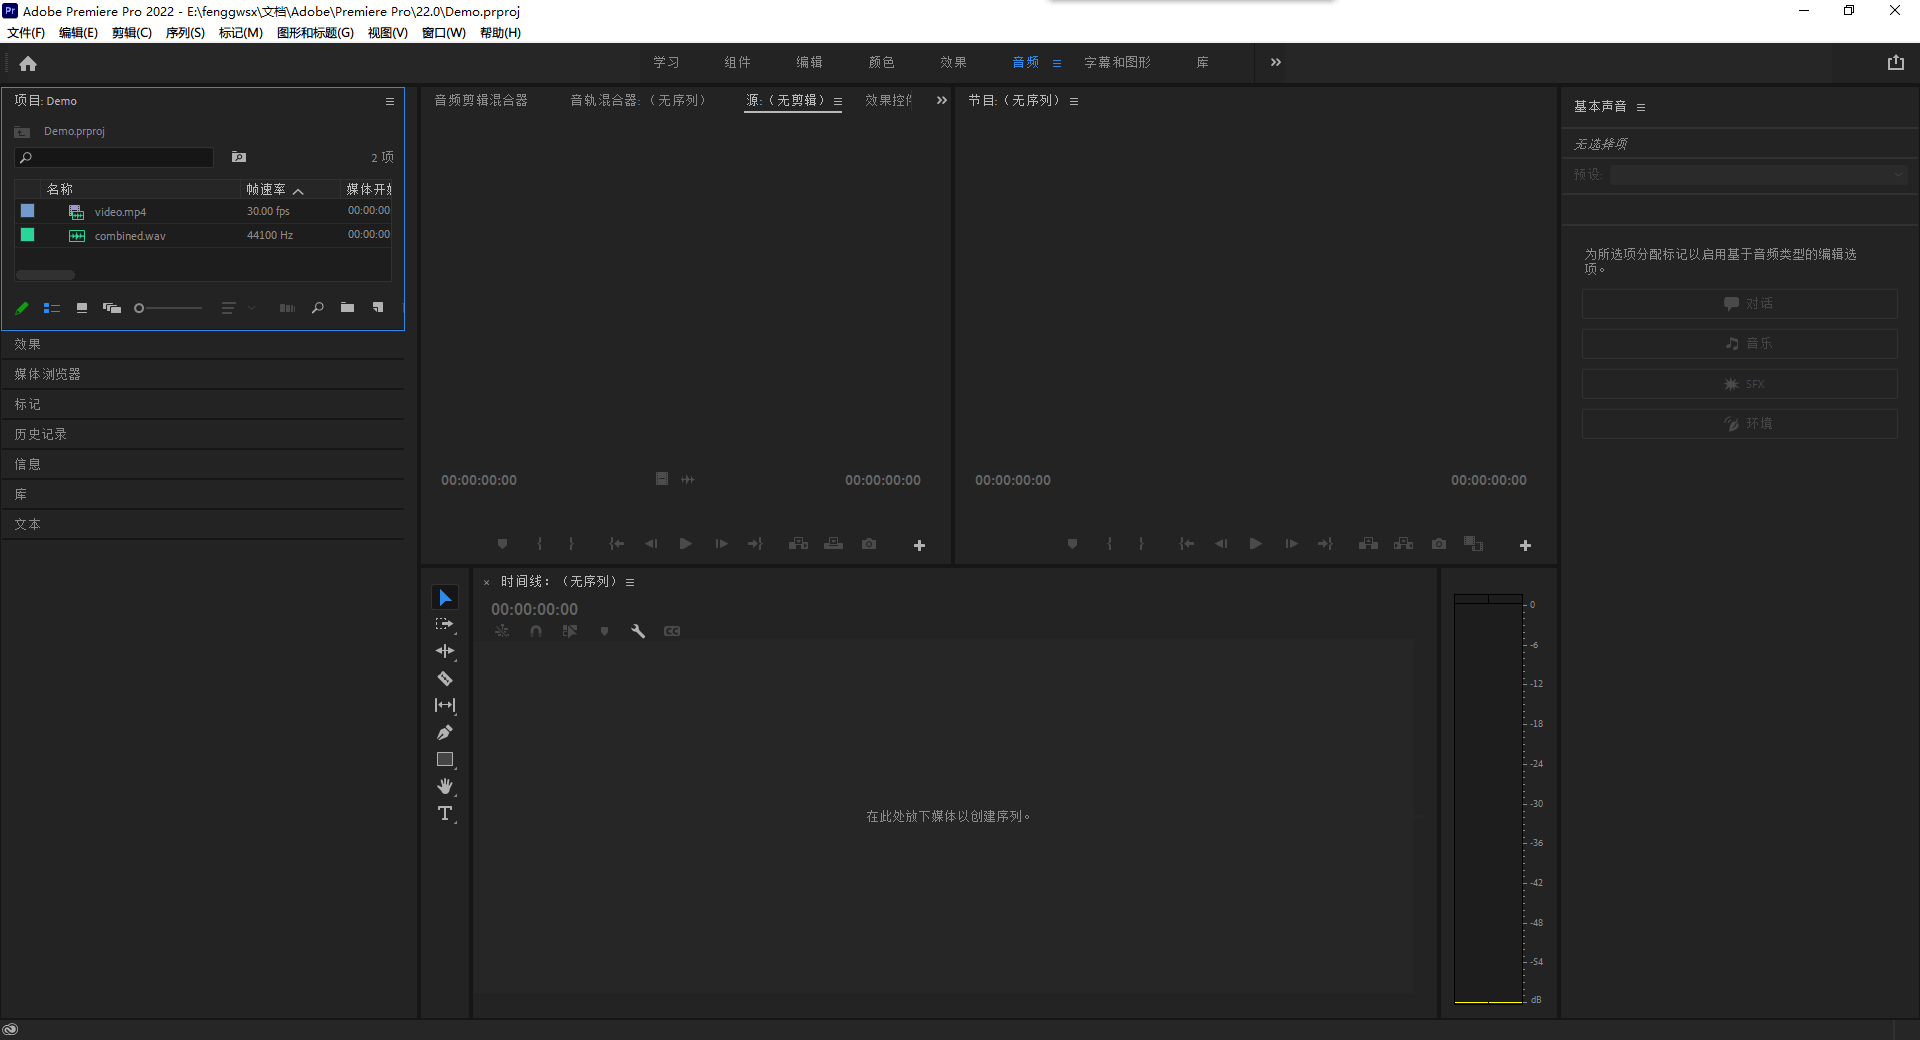 Adobe Premiere Pro 2022 - E:\fenggwsx\文档\Adobe\Premiere Pro\22.0\Demo.prproj
文件(F) 编辑(E) 剪辑(C) 序列(S) 标记(M) 图形和标题(G) 视图(V) 窗口(W) 帮助(H)
学习 组件 编辑 颜色 效果 音频 字幕和图形 库
项目: Demo
Demo.prproj
2 项
名称 帧速率 媒体开始
video.mp4 30.00 fps 00:00:00
combined.wav 44100 Hz 00:00:00
效果
媒体浏览器
标记
历史记录
信息
库
文本
音频剪辑混合器 音轨混合器: （无序列） 源:（无剪辑） 效果控件
00:00:00:00 00:00:00:00
节目:（无序列）
00:00:00:00 00:00:00:00
× 时间线: （无序列）
00:00:00:00
CC
在此处放下媒体以创建序列。
0
-6
-12
-18
-24
-30
-36
-42
-48
-54
dB
基本声音
无选择项
预设:
为所选项分配标记以启用基于音频类型的编辑选
项。
对话
音乐
SFX
环境